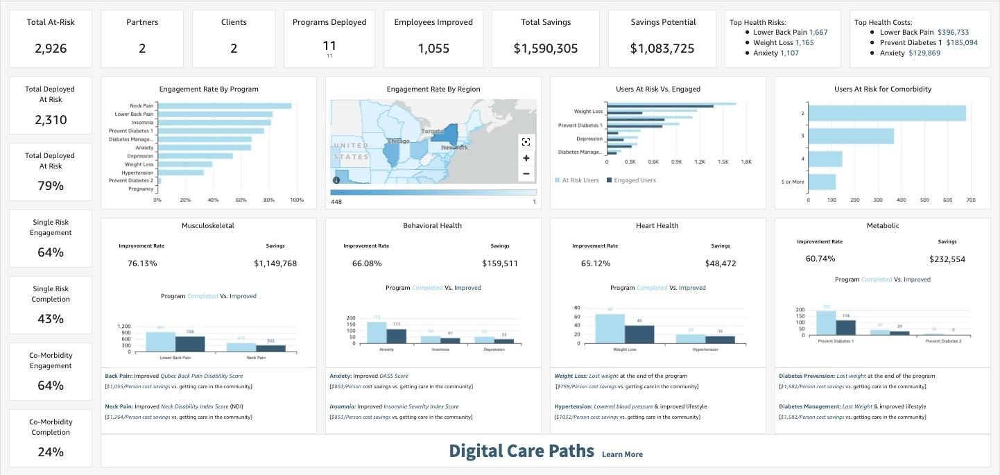 Total At-Risk
2,926
Partners
2
Clients
2
Programs Deployed
11
11
Employees Improved
1,055
Total Savings
$1,590,305
Savings Potential
$1,083,725
Top Health Risks:
● Lower Back Pain 1,667
● Weight Loss 1,165
● Anxiety 1,107
Top Health Costs:
● Lower Back Pain $396,733
● Prevent Diabetes 1 $185,094
● Anxiety $129,869
Total Deployed
At Risk
2,310
Total Deployed
At Risk
79%
Single Risk
Engagement
64%
Single Risk
Completion
43%
Co-Morbidity
Engagement
64%
Co-Morbidity
Completion
24%
Engagement Rate By Program
Neck Pain
Lower Back Pain
Insomnia
Prevent Diabetes 1
Diabetes Manage...
Anxiety
Depression
Weight Loss
Hypertension
Prevent Diabetes 2
Pregnancy
0% 20% 40% 60% 80% 100%
Engagement Rate By Region
Toronto
Chicago
New York
UNITED
STATES
448 1
Users At Risk Vs. Engaged
Weight Loss
Prevent Diabetes 1
Depression
Diabetes Manage...
0 0.3K 0.6K 0.9K 1.2K 1.5K 1.8K
At Risk Users Engaged Users
Users At Risk for Comorbidity
2
3
4
5 or More
0 100 200 300 400 500 600 700
Musculoskeletal
Improvement Rate Savings
76.13% $1,149,768
Program Completed Vs. Improved
1,200
900
600
300
0
941 728 412 302
Lower Back Pain Neck Pain
Back Pain: Improved Qubec Back Pain Disability Score
[$1,055/Person cost savings vs. getting care in the community]
Neck Pain: Improved Neck Disability Index Score (NDI)
[$1,264/Person cost savings vs. getting care in the community]
Behavioral Health
Improvement Rate Savings
66.08% $159,511
Program Completed Vs. Improved
200
150
100
50
0
172 113 41 33
Anxiety Insomnia Depression
Anxiety: Improved DASS Score
[$853/Person cost savings vs. getting care in the community]
Insomnia: Improved Insomnia Severity Index Score
[$853/Person cost savings vs. getting care in the community]
Heart Health
Improvement Rate Savings
65.12% $48,472
Program Completed Vs. Improved
80
60
40
20
0
40 20 16
Weight Loss Hypertension
Weight Loss: Lost weight at the end of the program
[$799/Person cost savings vs. getting care in the community]
Hypertension: Lowered blood pressure & improved lifestyle
[$1032/Person cost savings vs. getting care in the community]
Metabolic
Improvement Rate Savings
60.74% $232,554
Program Completed Vs. Improved
200
150
100
50
0
118 40 29 10 0
Prevent Diabetes 1 Prevent Diabetes 2
Diabetes Prevension: Lost weight at the end of the program
[$1,582/Person cost savings vs. getting care in the community]
Diabetes Management: Lost Weight & improved lifestyle
[$1,582/Person cost savings vs. getting care in the community]
Digital Care Paths Learn More